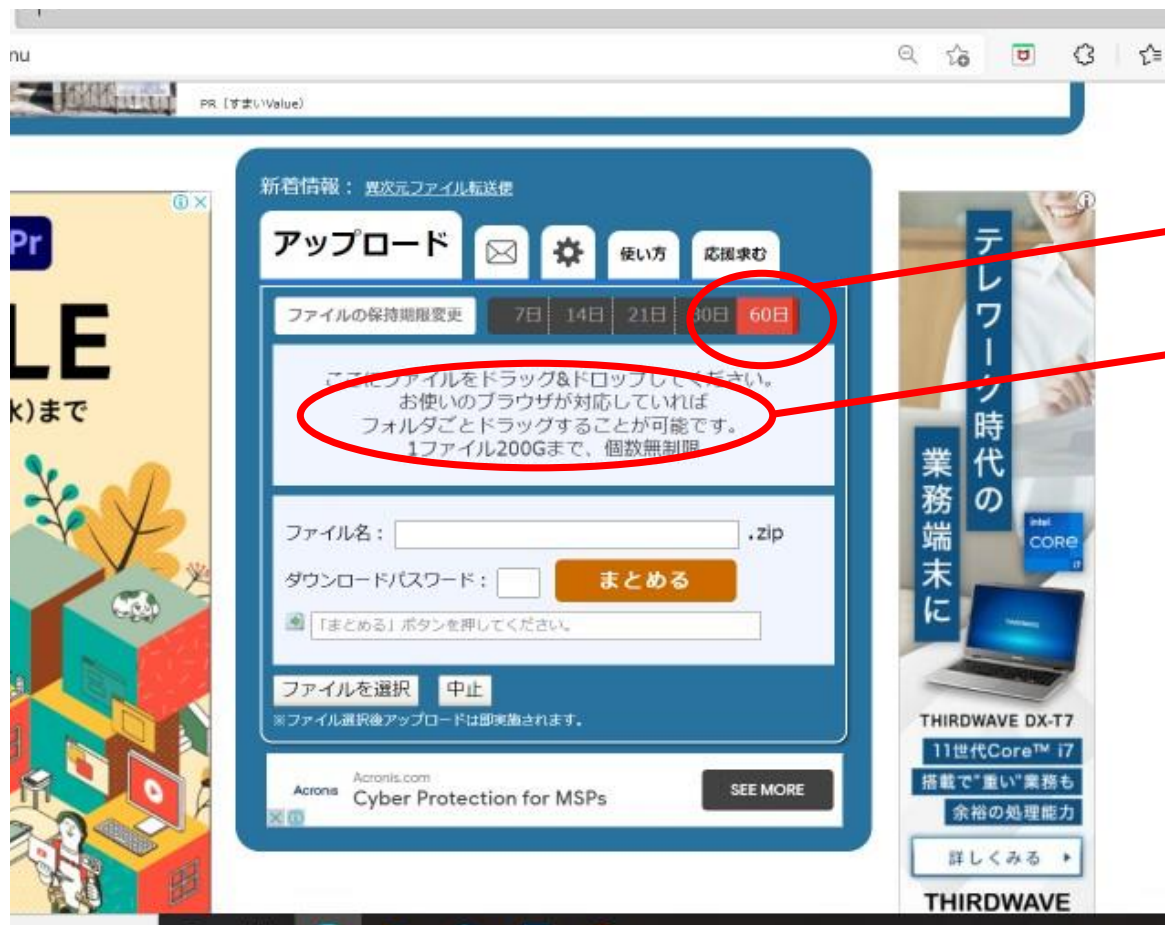 nu
PR (すまいValue)
新着情報： 異次元ファイル転送便
アップロード
使い方
応援求む
ファイルの保持期限変更
7日 14日 21日 30日 60日
ここにファイルをドラッグ&ドロップしてください。
お使いのブラウザが対応していれば
フォルダごとドラッグすることが可能です。
1ファイル200Gまで、個数無制限
ファイル名： .zip
ダウンロードパスワード： まとめる
「まとめる」ボタンを押してください。
ファイルを選択 中止
※ファイル選択後アップロードは即実施されます。
Acronis
Acronis.com
Cyber Protection for MSPs
SEE MORE
Pr
LE
水)まで
テレワーク時代の
業務端末に
intel
CORE
i7
THIRDWAVE DX-T7
11世代Core™ i7
搭載で"重い"業務も
余裕の処理能力
詳しくみる
THIRDWAVE